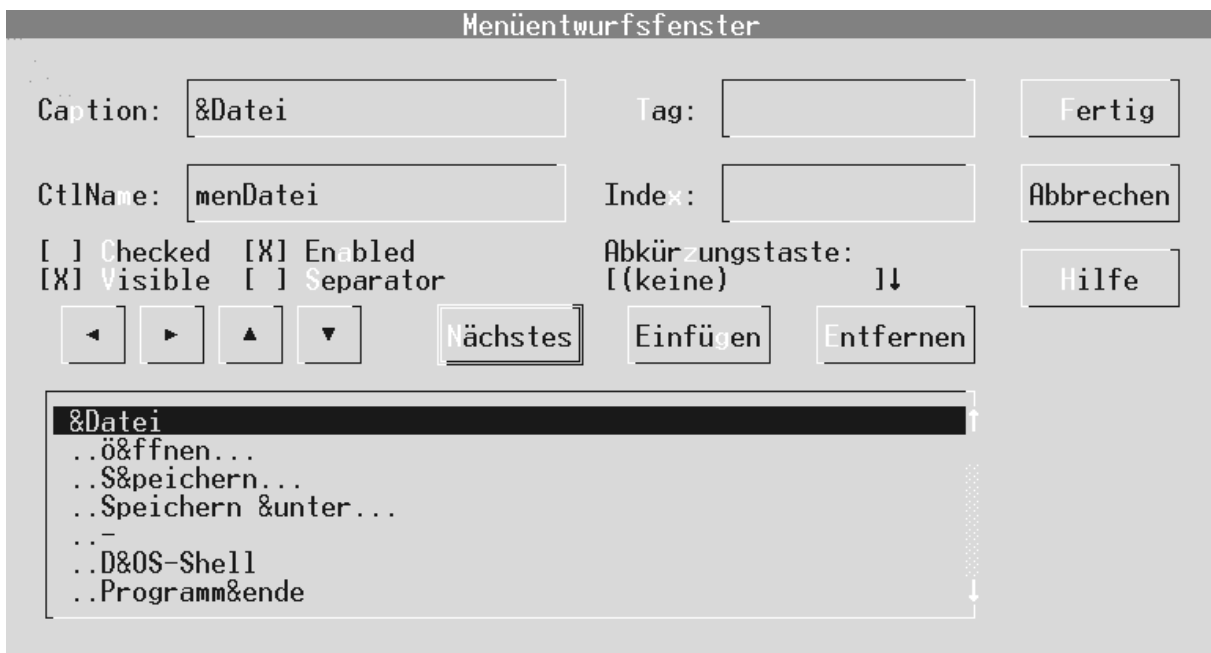 Menüentwurfsfenster
Caption: &Datei Tag: Fertig
CtlName: menDatei Index: Abbrechen
[ ] Checked [X] Enabled Abkürzungstaste:
[X] Visible [ ] Separator [(keine) ]↓ Hilfe
◄ ► ▲ ▼ Nächstes Einfügen Entfernen
&Datei
..ö&ffnen...
..S&peichern...
..Speichern &unter...
..-
..D&OS-Shell
..Programm&ende